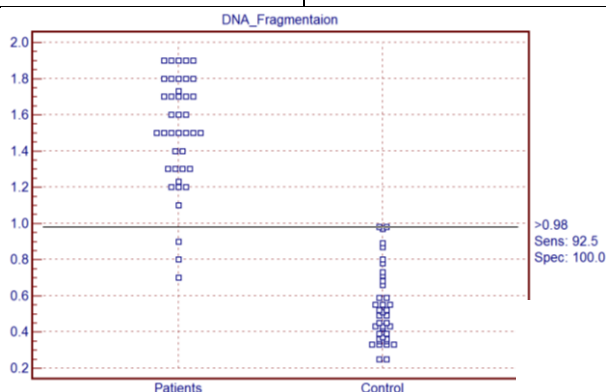 DNA_Fragmentaion
2.0
1.8
1.6
1.4
1.2
1.0
0.8
0.6
0.4
0.2
>0.98
Sens: 92.5
Spec: 100.0
Patients
Control